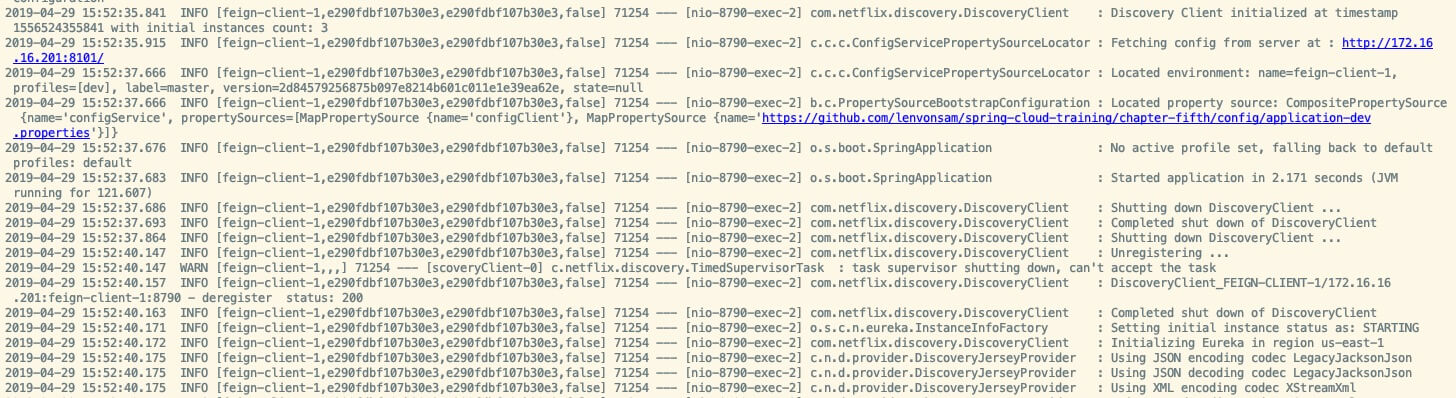 configuration
2019-04-29 15:52:35.841  INFO [feign-client-1,e290fdbf107b30e3,e290fdbf107b30e3,false] 71254 --- [nio-8790-exec-2] com.netflix.discovery.DiscoveryClient    : Discovery Client initialized at timestamp
1556524355841 with initial instances count: 3
2019-04-29 15:52:35.915  INFO [feign-client-1,e290fdbf107b30e3,e290fdbf107b30e3,false] 71254 --- [nio-8790-exec-2] c.c.c.ConfigServicePropertySourceLocator : Fetching config from server at : http://172.16
.16.201:8101/
2019-04-29 15:52:37.666  INFO [feign-client-1,e290fdbf107b30e3,e290fdbf107b30e3,false] 71254 --- [nio-8790-exec-2] c.c.c.ConfigServicePropertySourceLocator : Located environment: name=feign-client-1,
profiles=[dev], label=master, version=2d84579256875b097e8214b601c011e1e39ea62e, state=null
2019-04-29 15:52:37.666  INFO [feign-client-1,e290fdbf107b30e3,e290fdbf107b30e3,false] 71254 --- [nio-8790-exec-2] b.c.PropertySourceBootstrapConfiguration : Located property source: CompositePropertySource
{name='configService', propertySources=[MapPropertySource {name='configClient'}, MapPropertySource {name='https://github.com/lenvonsam/spring-cloud-training/chapter-fifth/config/application-dev
.properties'}]}
2019-04-29 15:52:37.676  INFO [feign-client-1,e290fdbf107b30e3,e290fdbf107b30e3,false] 71254 --- [nio-8790-exec-2] o.s.boot.SpringApplication               : No active profile set, falling back to default
profiles: default
2019-04-29 15:52:37.683  INFO [feign-client-1,e290fdbf107b30e3,e290fdbf107b30e3,false] 71254 --- [nio-8790-exec-2] o.s.boot.SpringApplication               : Started application in 2.171 seconds (JVM
running for 121.607)
2019-04-29 15:52:37.686  INFO [feign-client-1,e290fdbf107b30e3,e290fdbf107b30e3,false] 71254 --- [nio-8790-exec-2] com.netflix.discovery.DiscoveryClient    : Shutting down DiscoveryClient ...
2019-04-29 15:52:37.693  INFO [feign-client-1,e290fdbf107b30e3,e290fdbf107b30e3,false] 71254 --- [nio-8790-exec-2] com.netflix.discovery.DiscoveryClient    : Completed shut down of DiscoveryClient
2019-04-29 15:52:37.864  INFO [feign-client-1,e290fdbf107b30e3,e290fdbf107b30e3,false] 71254 --- [nio-8790-exec-2] com.netflix.discovery.DiscoveryClient    : Shutting down DiscoveryClient ...
2019-04-29 15:52:40.147  INFO [feign-client-1,e290fdbf107b30e3,e290fdbf107b30e3,false] 71254 --- [nio-8790-exec-2] com.netflix.discovery.DiscoveryClient    : Unregistering ...
2019-04-29 15:52:40.147  WARN [feign-client-1,,,] 71254 --- [scoveryClient-0] c.netflix.discovery.TimedSupervisorTask  : task supervisor shutting down, can't accept the task
2019-04-29 15:52:40.157  INFO [feign-client-1,e290fdbf107b30e3,e290fdbf107b30e3,false] 71254 --- [nio-8790-exec-2] com.netflix.discovery.DiscoveryClient    : DiscoveryClient_FEIGN-CLIENT-1/172.16.16
.201:feign-client-1:8790 - deregister  status: 200
2019-04-29 15:52:40.163  INFO [feign-client-1,e290fdbf107b30e3,e290fdbf107b30e3,false] 71254 --- [nio-8790-exec-2] com.netflix.discovery.DiscoveryClient    : Completed shut down of DiscoveryClient
2019-04-29 15:52:40.171  INFO [feign-client-1,e290fdbf107b30e3,e290fdbf107b30e3,false] 71254 --- [nio-8790-exec-2] o.s.c.n.eureka.InstanceInfoFactory       : Setting initial instance status as: STARTING
2019-04-29 15:52:40.172  INFO [feign-client-1,e290fdbf107b30e3,e290fdbf107b30e3,false] 71254 --- [nio-8790-exec-2] com.netflix.discovery.DiscoveryClient    : Initializing Eureka in region us-east-1
2019-04-29 15:52:40.175  INFO [feign-client-1,e290fdbf107b30e3,e290fdbf107b30e3,false] 71254 --- [nio-8790-exec-2] c.n.d.provider.DiscoveryJerseyProvider   : Using JSON encoding codec LegacyJacksonJson
2019-04-29 15:52:40.175  INFO [feign-client-1,e290fdbf107b30e3,e290fdbf107b30e3,false] 71254 --- [nio-8790-exec-2] c.n.d.provider.DiscoveryJerseyProvider   : Using JSON decoding codec LegacyJacksonJson
2019-04-29 15:52:40.175  INFO [feign-client-1,e290fdbf107b30e3,e290fdbf107b30e3,false] 71254 --- [nio-8790-exec-2] c.n.d.provider.DiscoveryJerseyProvider   : Using XML encoding codec XStreamXml